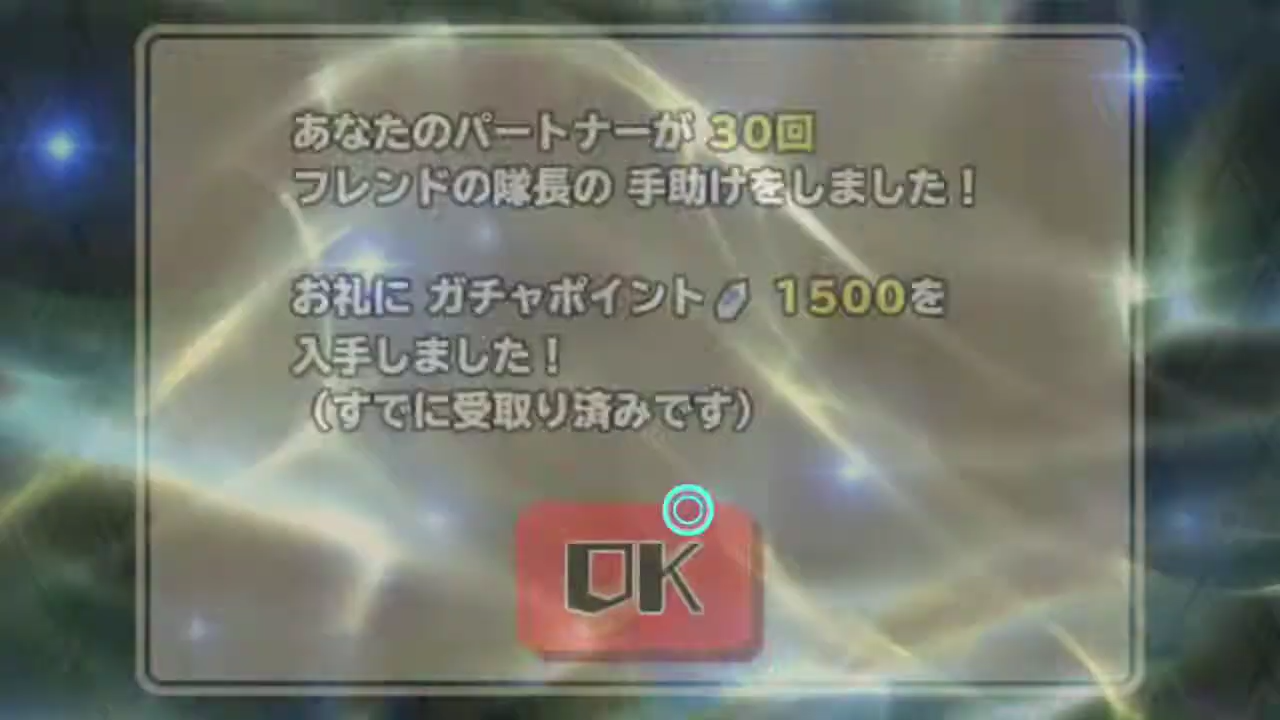 あなたのパートナーが 30回
フレンドの隊長の 手助けをしました！
お礼に ガチャポイント 1500を
入手しました！
（すでに受取り済みです）
OK